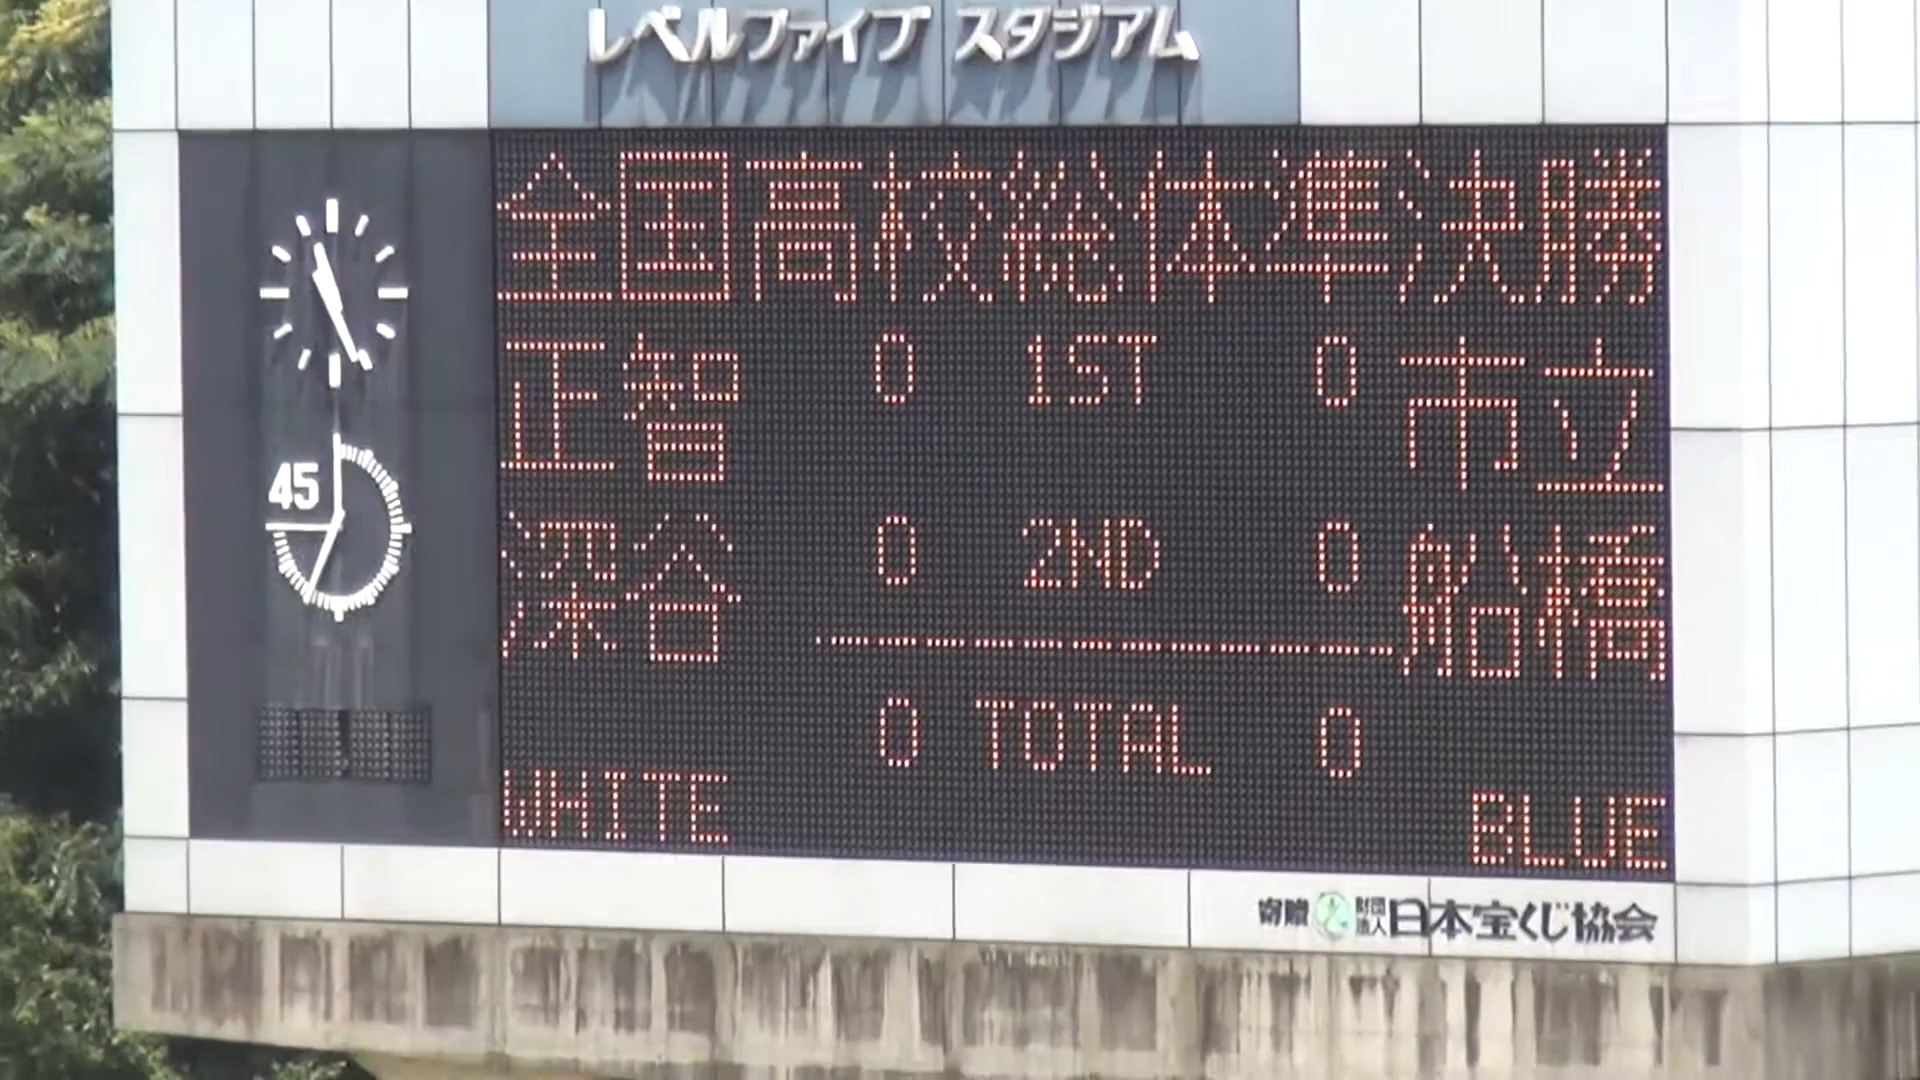 レベルファイブ スタジアム
全国高校総体準決勝
正智 0 1ST 0 市立
45
深谷 0 2ND 0 船橋
0 TOTAL 0
WHITE BLUE
寄贈 財団法人 日本宝くじ協会